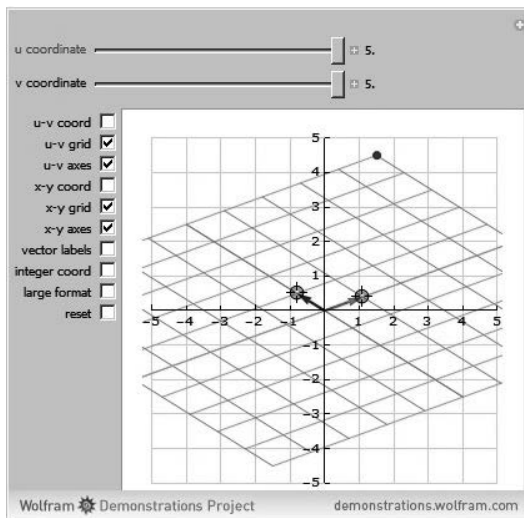 u coordinate 5.
v coordinate 5.
u-v coord
u-v grid
u-v axes
x-y coord
x-y grid
x-y axes
vector labels
integer coord
large format
reset
5
4
3
2
1
-5 -4 -3 -2 -1 1 2 3 4 5
-1
-2
-3
-4
-5
Wolfram Demonstrations Project demonstrations.wolfram.com